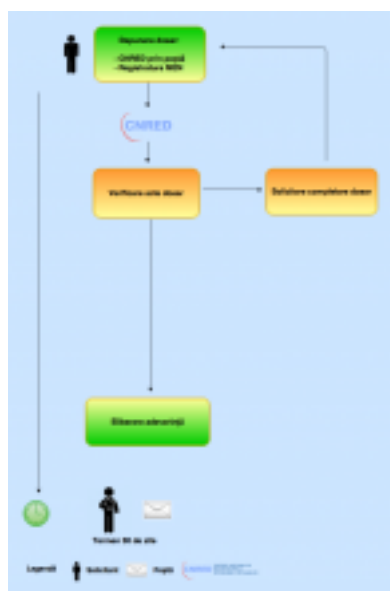 Depunere dosar:
- CNRED prin poștă
- Registratura MEN
CNRED
Verificare acte dosar
Solicitare completare dosar
Eliberare adeverință
Termen 30 de zile
Legendă
Solicitant
Poștă
CNRED